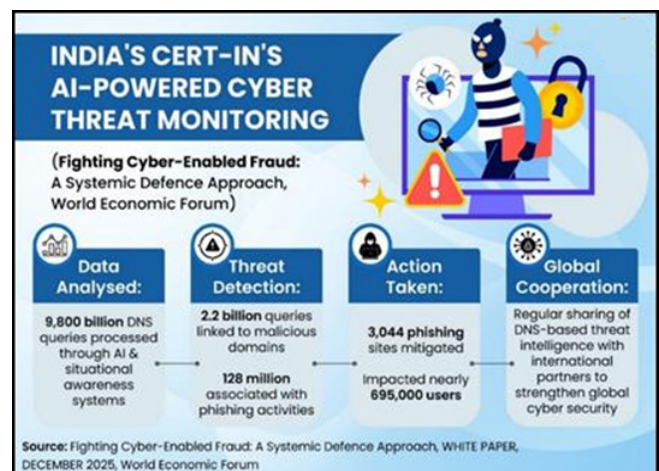 INDIA'S CERT-IN'S
AI-POWERED CYBER
THREAT MONITORING
(Fighting Cyber-Enabled Fraud:
A Systemic Defence Approach,
World Economic Forum)
Data
Analysed:
9,800 billion DNS
queries processed
through AI &
situational
awareness
systems
Threat
Detection:
2.2 billion queries
linked to malicious
domains
128 million
associated with
phishing activities
Action
Taken:
3,044 phishing
sites mitigated
Impacted nearly
695,000 users
Global
Cooperation:
Regular sharing of
DNS-based threat
intelligence with
international
partners to
strengthen global
cyber security
Source: Fighting Cyber-Enabled Fraud: A Systemic Defence Approach, WHITE PAPER,
DECEMBER 2025, World Economic Forum